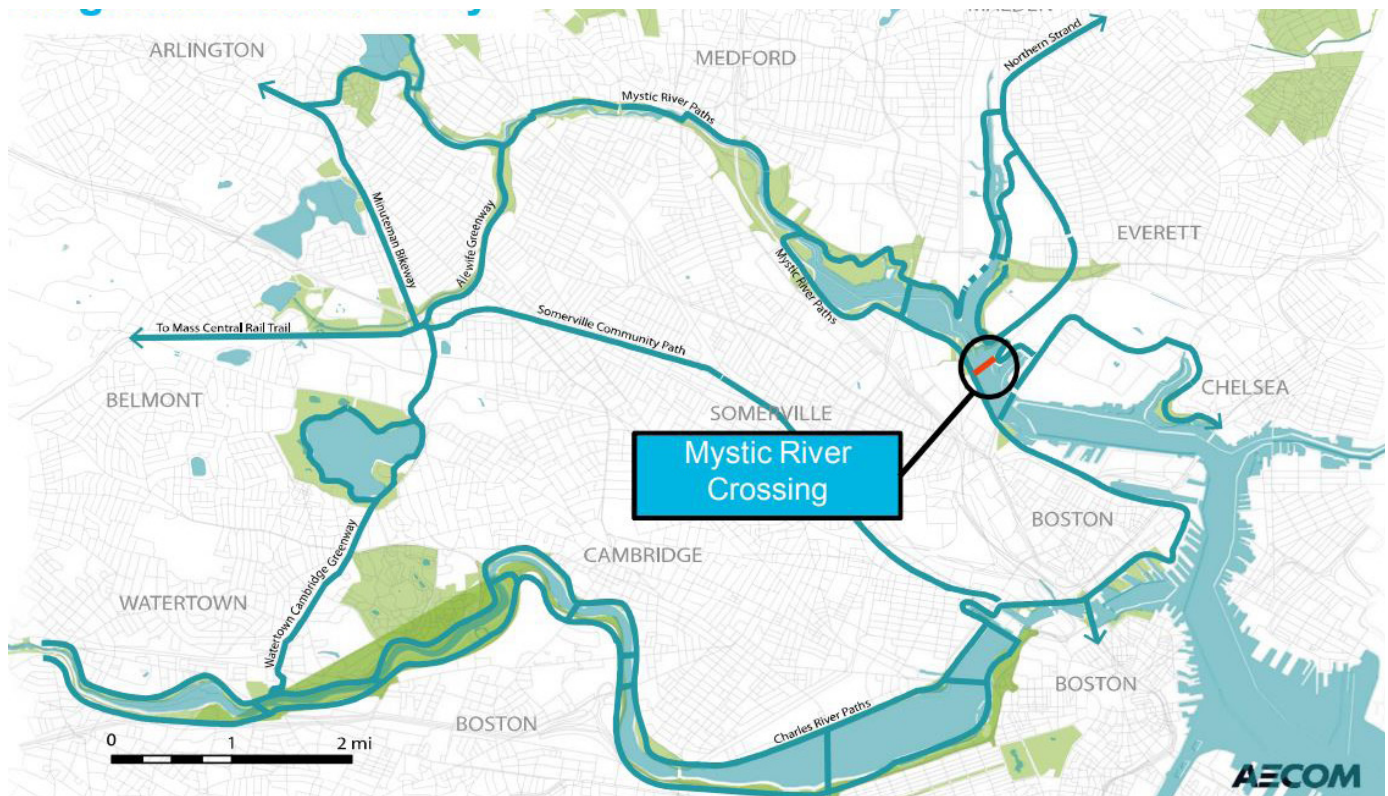 MALDEN
ARLINGTON
MEDFORD
Northern Strand
Mystic River Paths
Minuteman Bikeway
Alewife Greenway
EVERETT
Mystic River Paths
To Mass Central Rail Trail
Somerville Community Path
BELMONT
SOMERVILLE
CHELSEA
Mystic River
Crossing
BOSTON
CAMBRIDGE
WATERTOWN
Watertown Cambridge Greenway
BOSTON
BOSTON
Charles River Paths
0 1 2 mi
AECOM